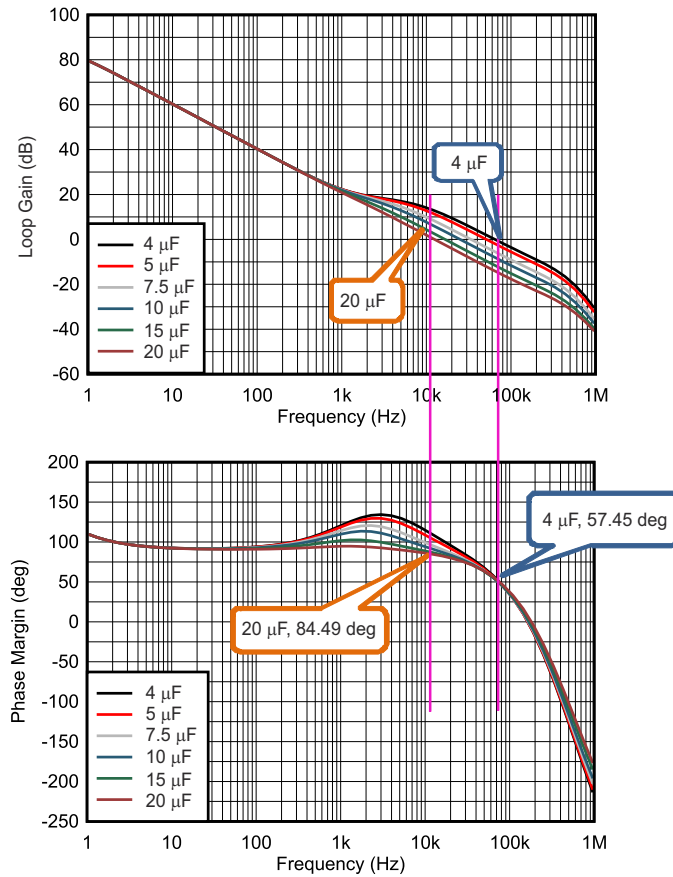 100
80
60
40
20
0
-20
-40
-60
Loop Gain (dB)
4 μF
20 μF
4 μF
5 μF
7.5 μF
10 μF
15 μF
20 μF
1
10
100
1k
10k
100k
1M
Frequency (Hz)
200
150
100
50
0
-50
-100
-150
-200
-250
Phase Margin (deg)
4 μF, 57.45 deg
20 μF, 84.49 deg
4 μF
5 μF
7.5 μF
10 μF
15 μF
20 μF
1
10
100
1k
10k
100k
1M
Frequency (Hz)